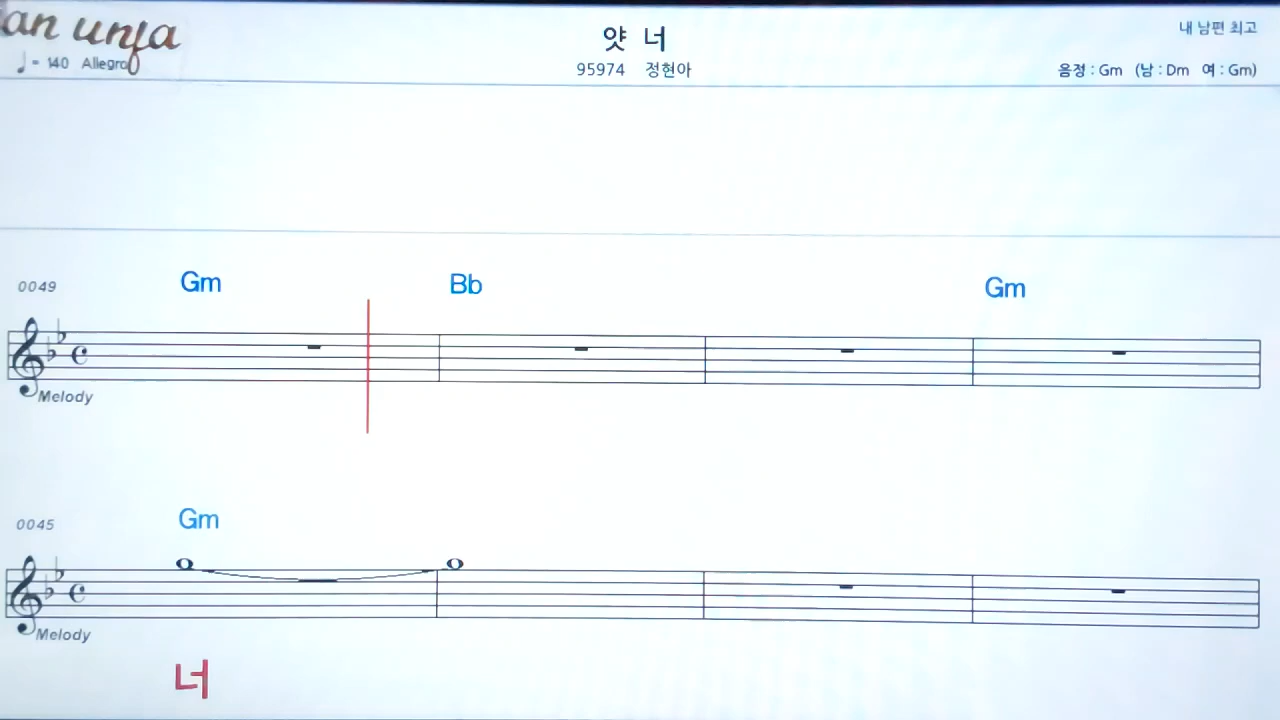 an unja
얏 너
내 남편 최고
♩= 140 Allegro
95974 정현아
음정 : Gm (남 : Dm 여 : Gm)
0049
Gm Bb Gm
Melody
0045
Gm
Melody
너